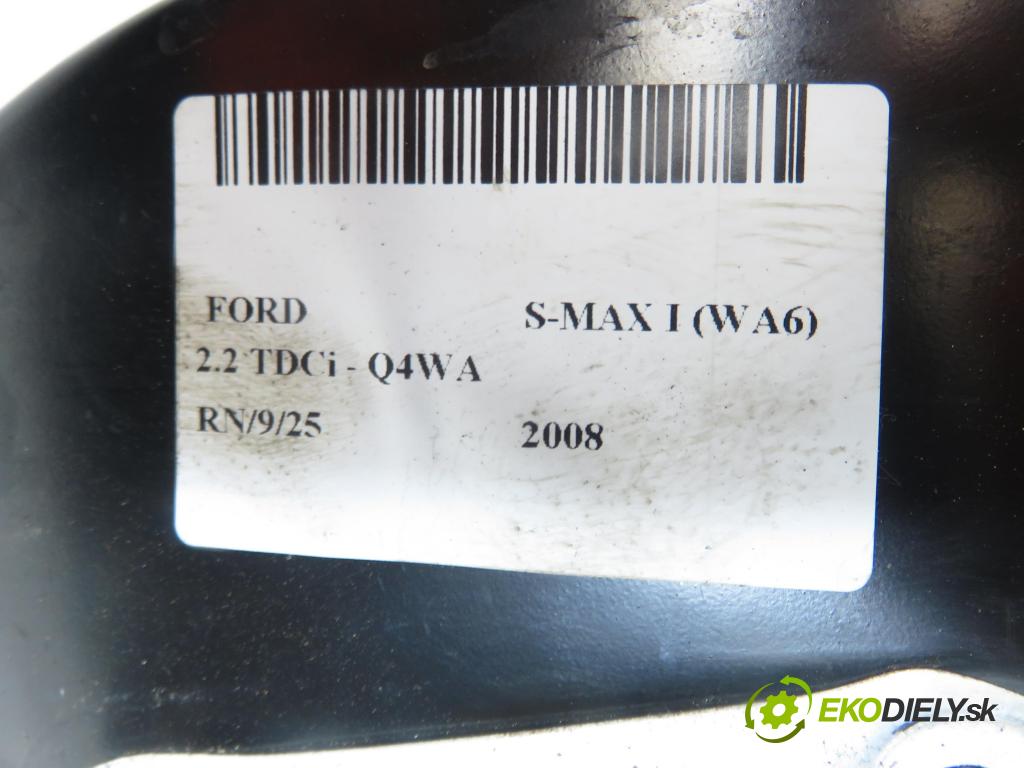 FORD S-MAX I (WA6)
2.2 TDCi - Q4WA
RN/9/25 2008
EKODIELY.sk